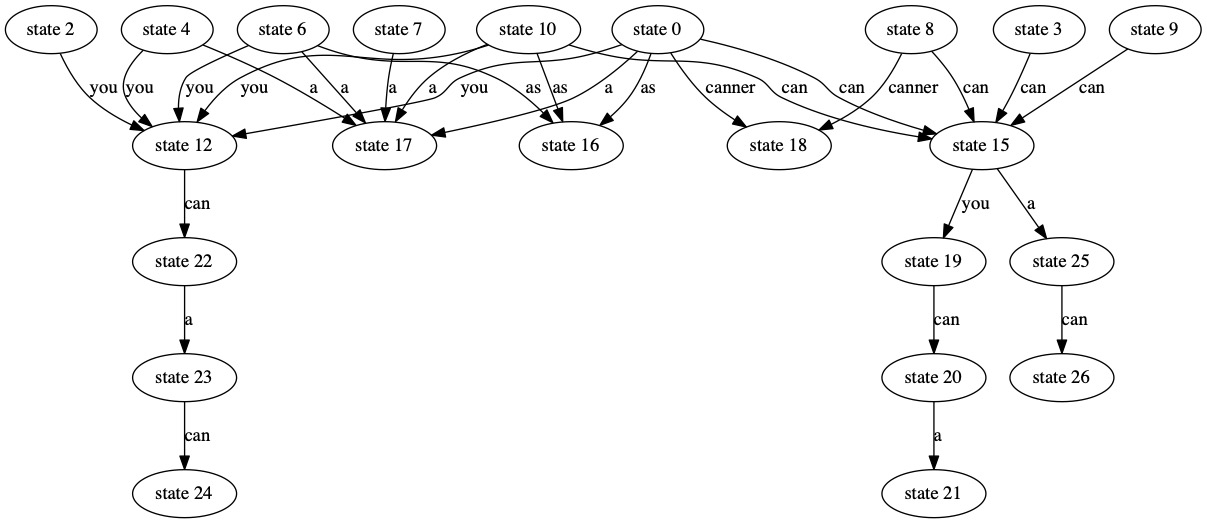 state 2 state 4 state 6 state 7 state 10 state 0 state 8 state 3 state 9
you you you you a a a a you as as a as canner can can canner can can can
state 12 state 17 state 16 state 18 state 15
can you a
state 22 state 19 state 25
a can can
state 23 state 20 state 26
can a
state 24 state 21